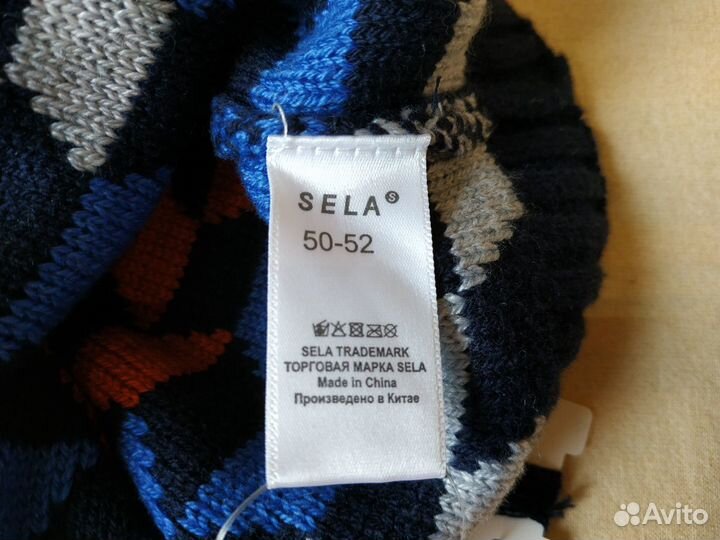 SELA S
50-52
SELA TRADEMARK
ТОРГОВАЯ МАРКА SELA
Made in China
Произведено в Китае
Avito